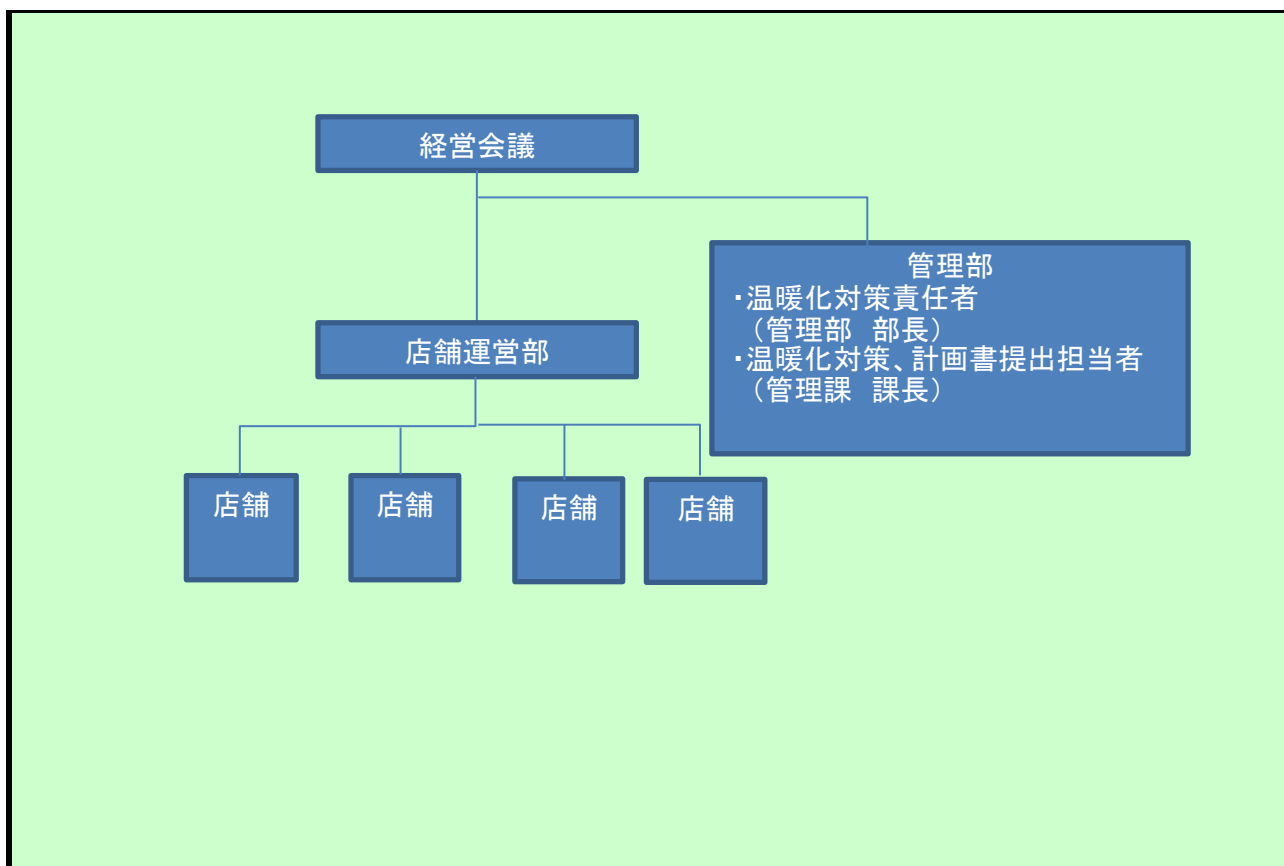 経営会議
管理部
・温暖化対策責任者
（管理部　部長）
・温暖化対策、計画書提出担当者
（管理課　課長）
店舗運営部
店舗
店舗
店舗
店舗